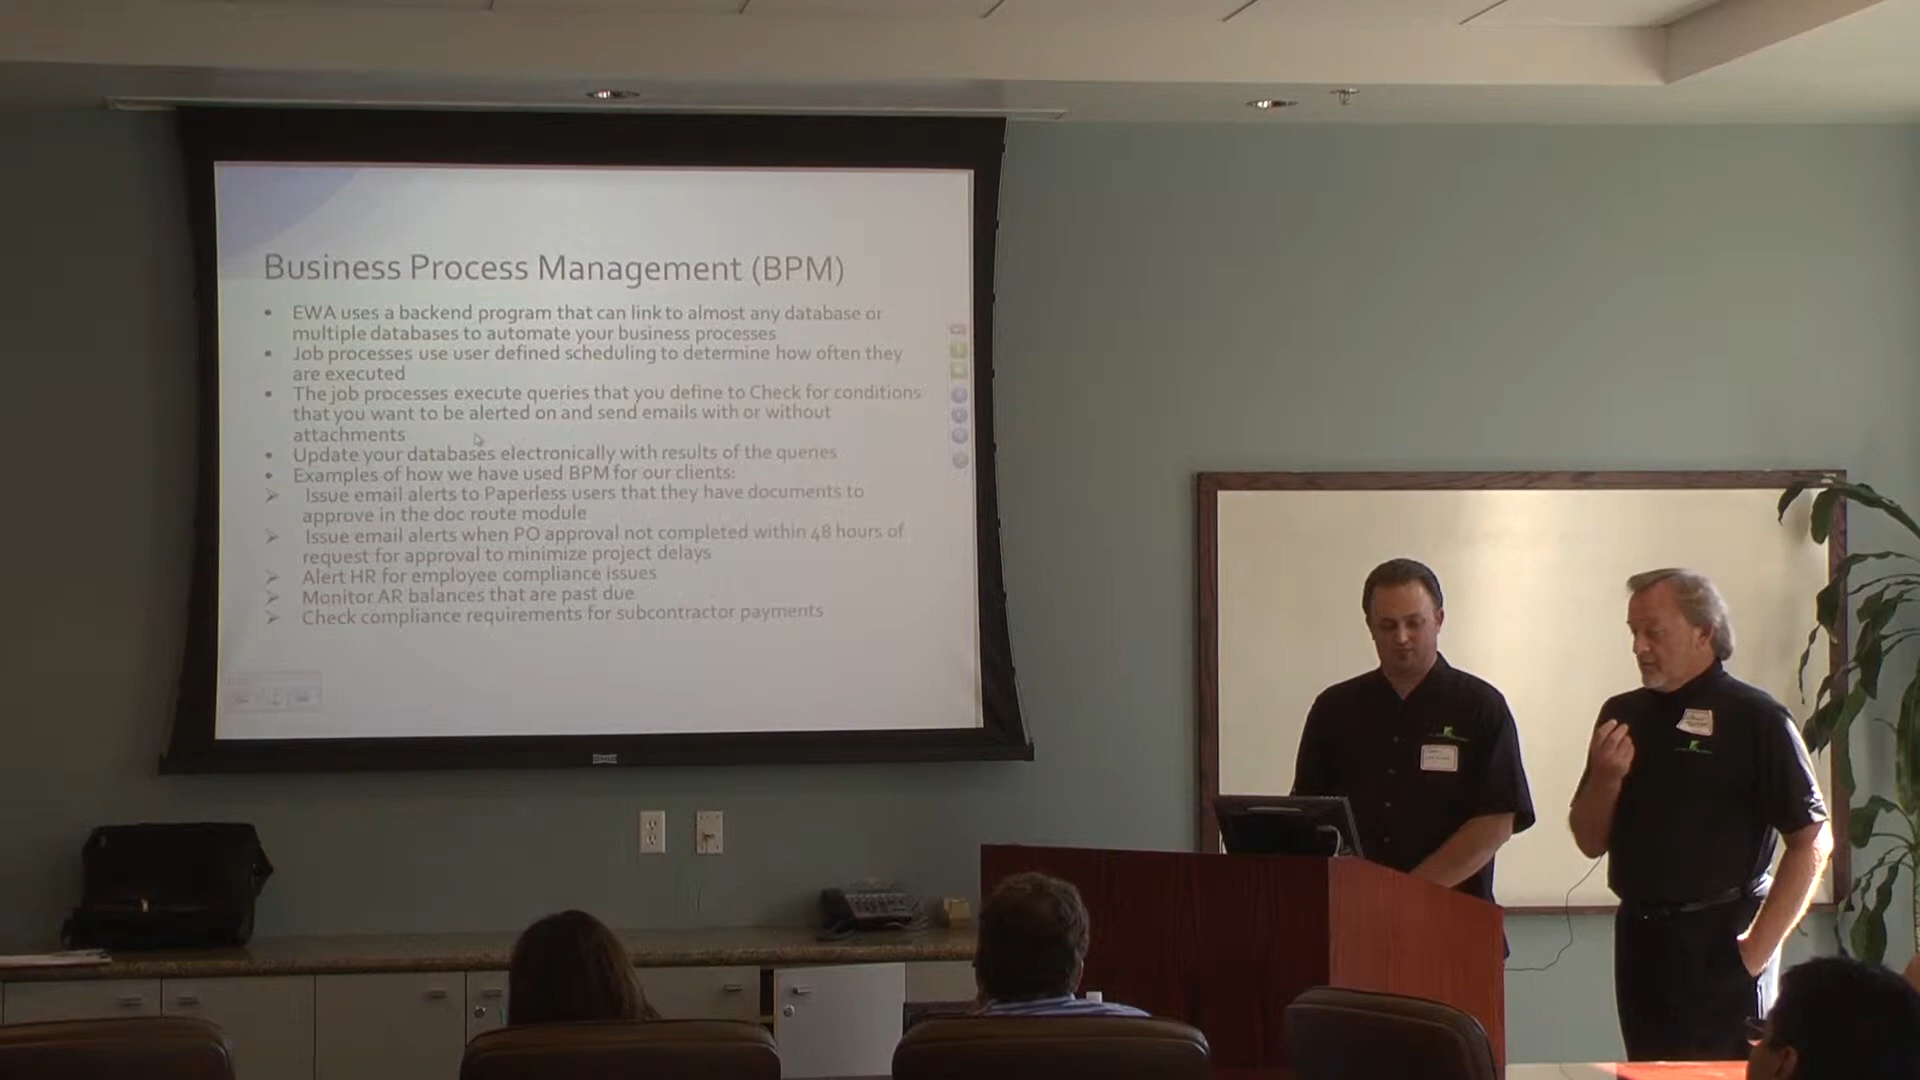 Business Process Management (BPM)
• EWA uses a backend program that can link to almost any database or
multiple databases to automate your business processes
• Job processes use user defined scheduling to determine how often they
are executed
• The job processes execute queries that you define to Check for conditions
that you want to be alerted on and send emails with or without
attachments
• Update your databases electronically with results of the queries
• Examples of how we have used BPM for our clients:
➢ Issue email alerts to Paperless users that they have documents to
approve in the doc route module
➢ Issue email alerts when PO approval not completed within 48 hours of
request for approval to minimize project delays
➢ Alert HR for employee compliance issues
➢ Monitor AR balances that are past due
➢ Check compliance requirements for subcontractor payments